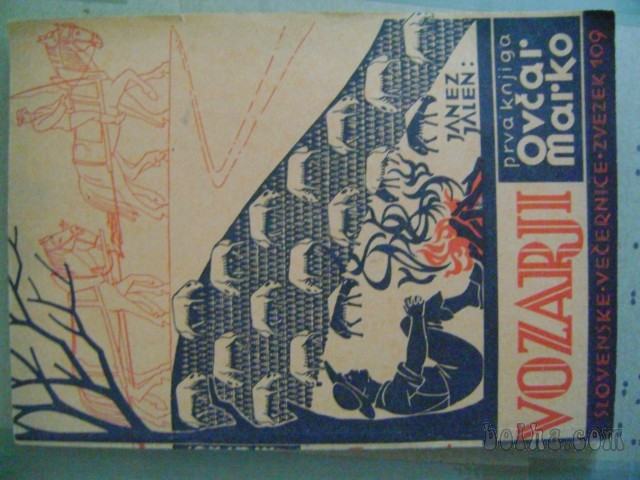 JANEZ
JALEN:
prva knjiga
Ovčar
Marko
VOZARJI
SLOVENSKE·VEČERNICE·ZVEZEK 109
bolha.com